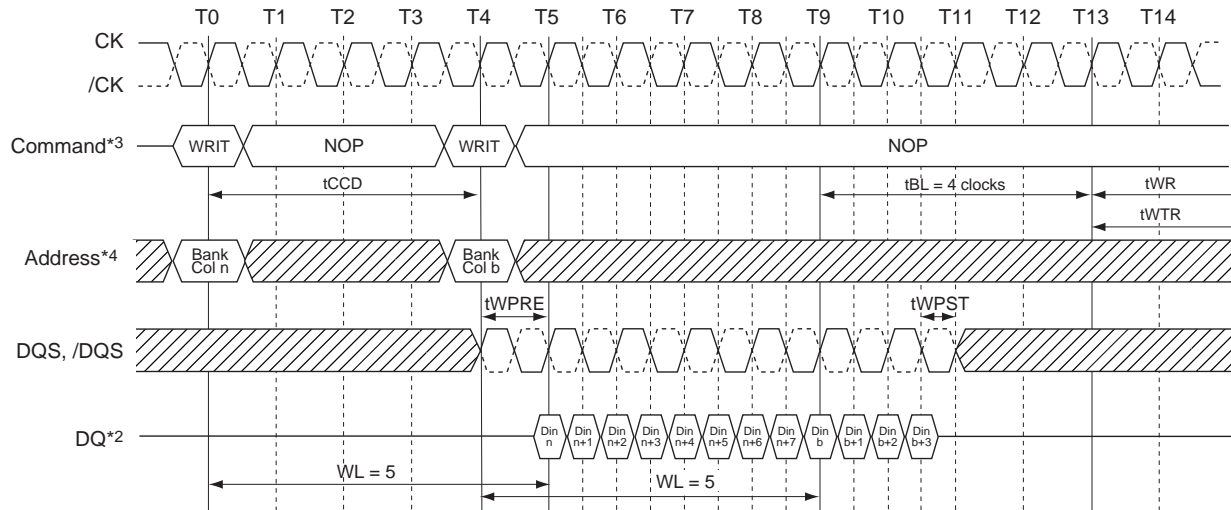 T0 T1 T2 T3 T4 T5 T6 T7 T8 T9 T10 T11 T12 T13 T14
CK
/CK
Command*3 WRIT NOP WRIT NOP
tCCD tBL = 4 clocks tWR
tWTR
Address*4 Bank Col n Bank Col b
tWPRE tWPST
DQS, /DQS
DQ*2 Din n Din n+1 Din n+2 Din n+3 Din n+4 Din n+5 Din n+6 Din n+7 Din b Din b+1 Din b+2 Din b+3
WL = 5
WL = 5